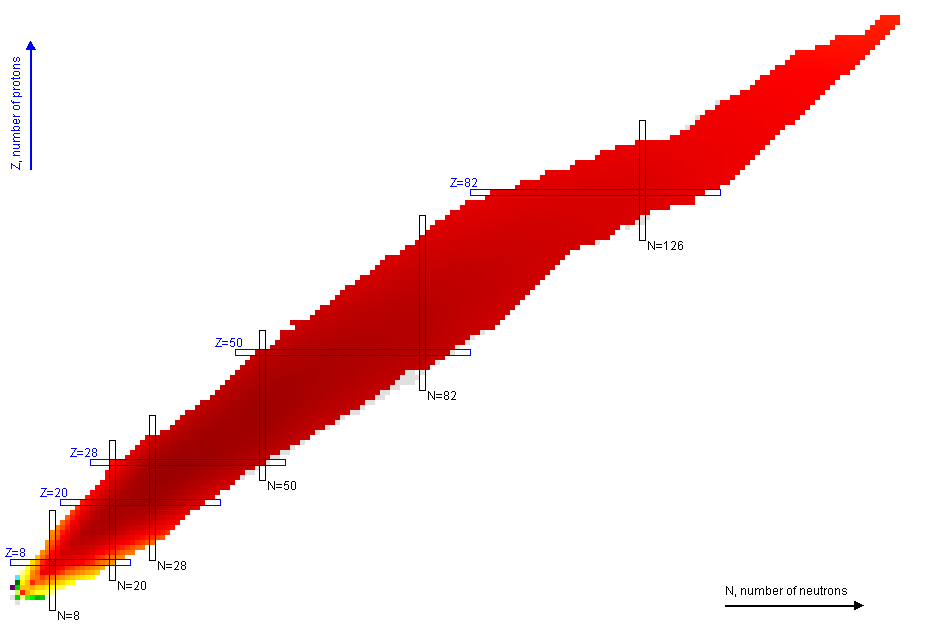 Z, number of protons
Z=82
N=126
Z=50
N=82
Z=28
N=50
Z=20
Z=8
N=28
N=20
N, number of neutrons
N=8